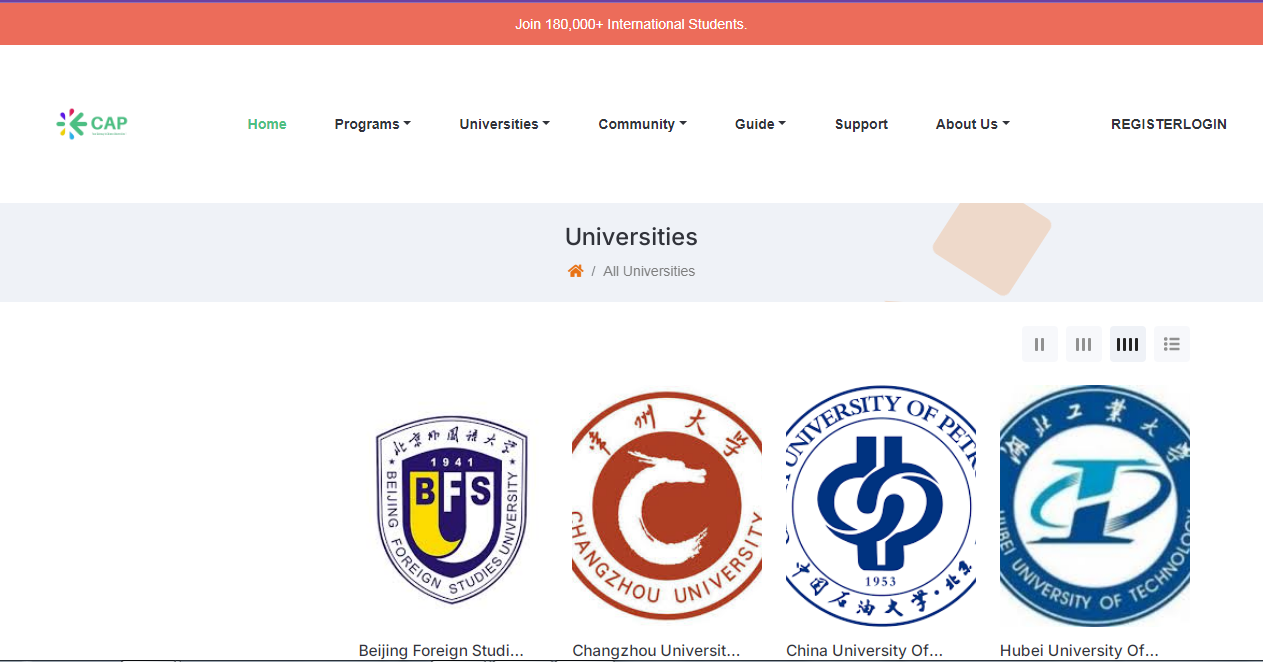 Join 180,000+ International Students.
CAP
Home
Programs
Universities
Community
Guide
Support
About Us
REGISTERLOGIN
Universities
/ All Universities
北京外国语大学
1941
BFS
BEIJING FOREIGN STUDIES UNIVERSITY
常州大学
CHANGZHOU UNIVERSITY
UNIVERSITY OF PETR
1953
中国石油大学·北京
湖北工业大学
HUBEI UNIVERSITY OF TECHNOLOGY
Beijing Foreign Studi...
Changzhou Universit...
China University Of...
Hubei University Of...